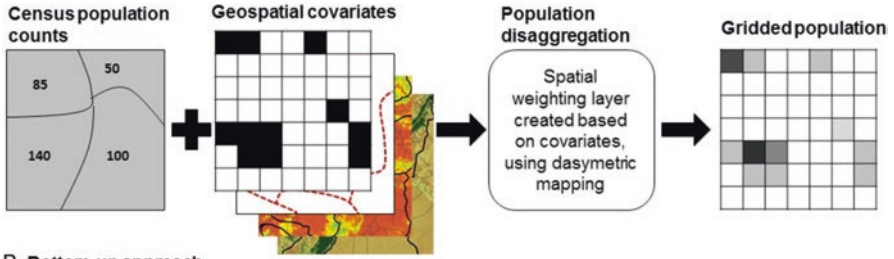 Census population
counts
85
50
140
100
Geospatial covariates
Population
disaggregation
Spatial
weighting layer
created based
on covariates,
using dasymetric
mapping
Gridded population